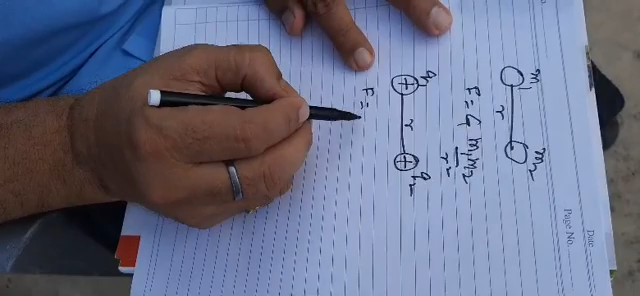 Date
Page No.
m₁ r m₂
F = G m₁m₂ / r²
q₁ + r + q₂
F =